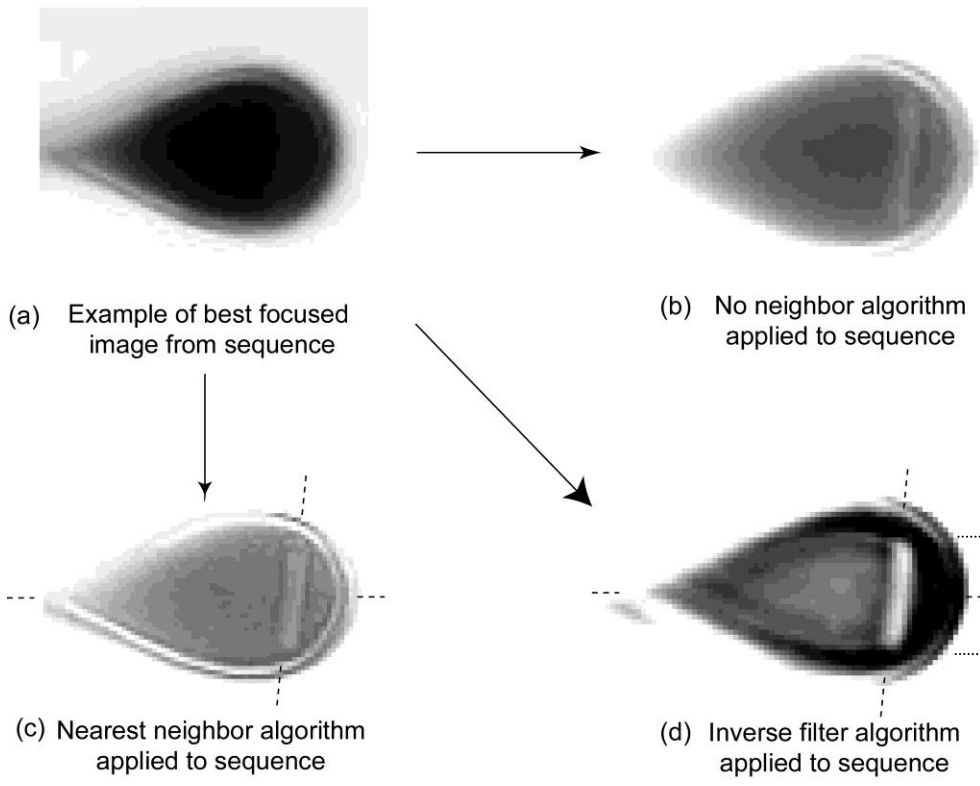 (a) Example of best focused
image from sequence
(b) No neighbor algorithm
applied to sequence
(c) Nearest neighbor algorithm
applied to sequence
(d) Inverse filter algorithm
applied to sequence